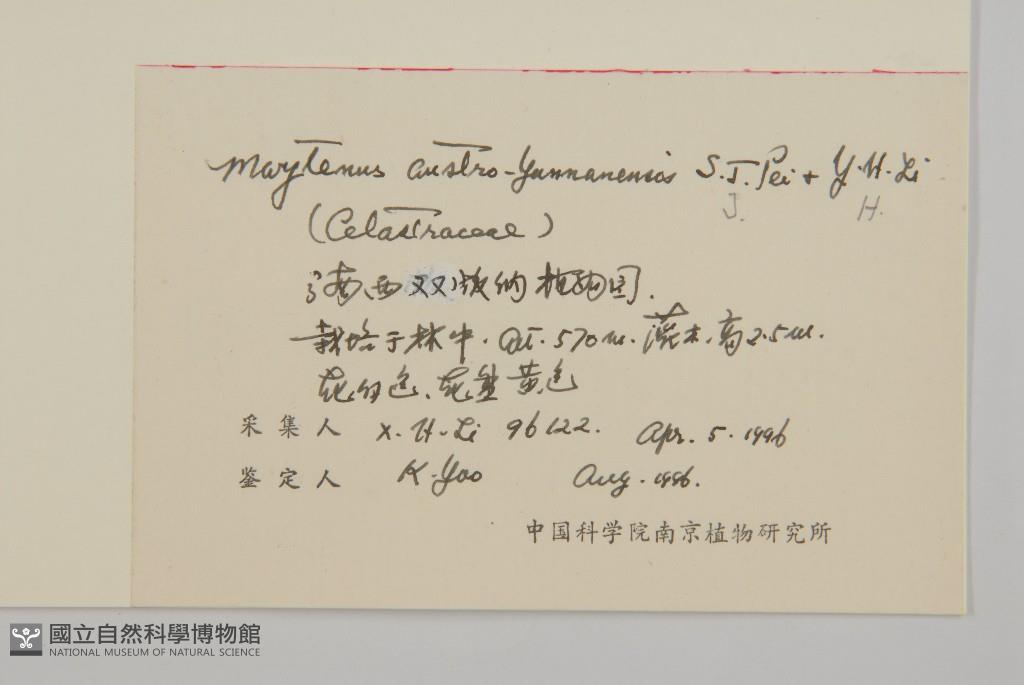 Maytenus austro-yunnanensis S.J. Pei + Y.H. Li
J. H.
(Celastraceae)
滇西双版纳植物园.
栽培于林中. alt. 570 m. 灌木, 高2.5m.
花白色, 花盘黄色
采集人 X. H. Li 96122. Apr. 5. 1996
鉴定人 K. Yao Aug. 1996.
中国科学院南京植物研究所
國立自然科學博物館
NATIONAL MUSEUM OF NATURAL SCIENCE